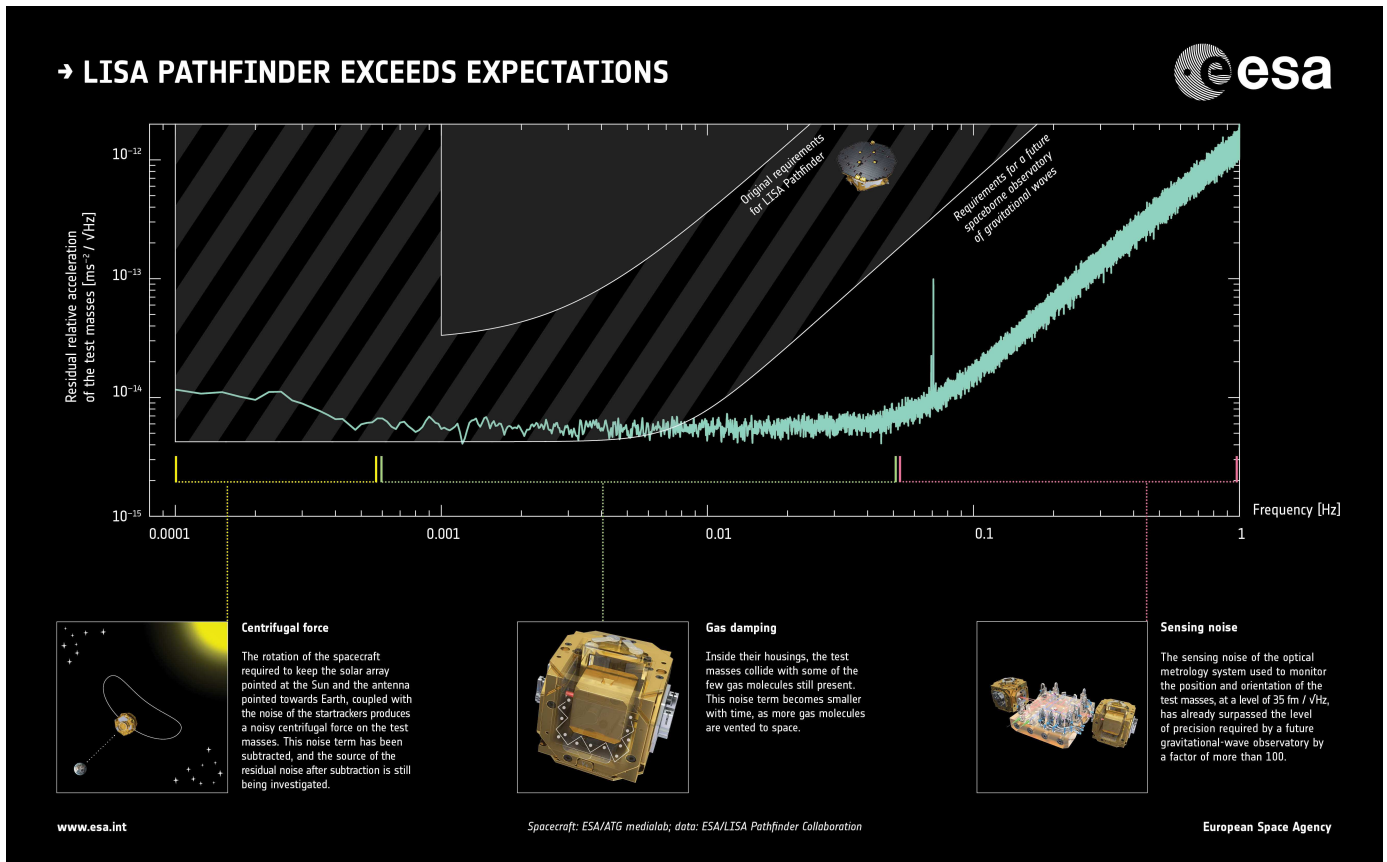 → LISA PATHFINDER EXCEEDS EXPECTATIONS
esa
Residual relative acceleration
of the test masses [ms⁻² / √Hz]
10⁻¹²
10⁻¹³
10⁻¹⁴
10⁻¹⁵
Original requirements
for LISA Pathfinder
Requirements for a future
spaceborne observatory
of gravitational waves
0.0001
0.001
0.01
0.1
1
Frequency [Hz]
Centrifugal force
The rotation of the spacecraft
required to keep the solar array
pointed at the Sun and the antenna
pointed towards Earth, coupled with
the noise of the startrackers produces
a noisy centrifugal force on the test
masses. This noise term has been
subtracted, and the source of the
residual noise after subtraction is still
being investigated.
Gas damping
Inside their housings, the test
masses collide with some of the
few gas molecules still present.
This noise term becomes smaller
with time, as more gas molecules
are vented to space.
Sensing noise
The sensing noise of the optical
metrology system used to monitor
the position and orientation of the
test masses, at a level of 35 fm / √Hz,
has already surpassed the level
of precision required by a future
gravitational-wave observatory by
a factor of more than 100.
www.esa.int
Spacecraft: ESA/ATG medialab; data: ESA/LISA Pathfinder Collaboration
European Space Agency